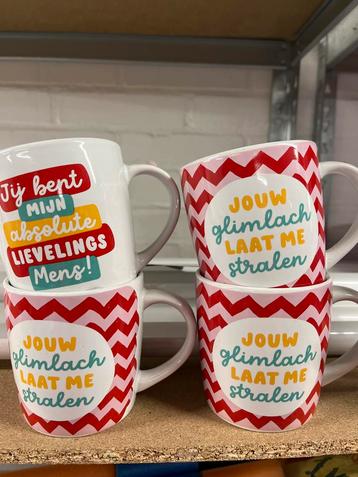 Jij bent
MIJN
absolute
LIEVELINGS
Mens!
JOUW
glimlach
LAAT ME
stralen
JOUW
glimlach
LAAT ME
stralen
JOUW
glimlach
LAAT ME
stralen